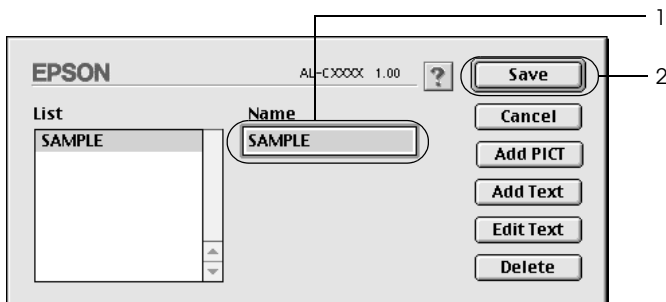 1
EPSON AL-CXXXX 1.00 ? Save 2
List Name Cancel
SAMPLE SAMPLE
Add PICT
Add Text
Edit Text
Delete